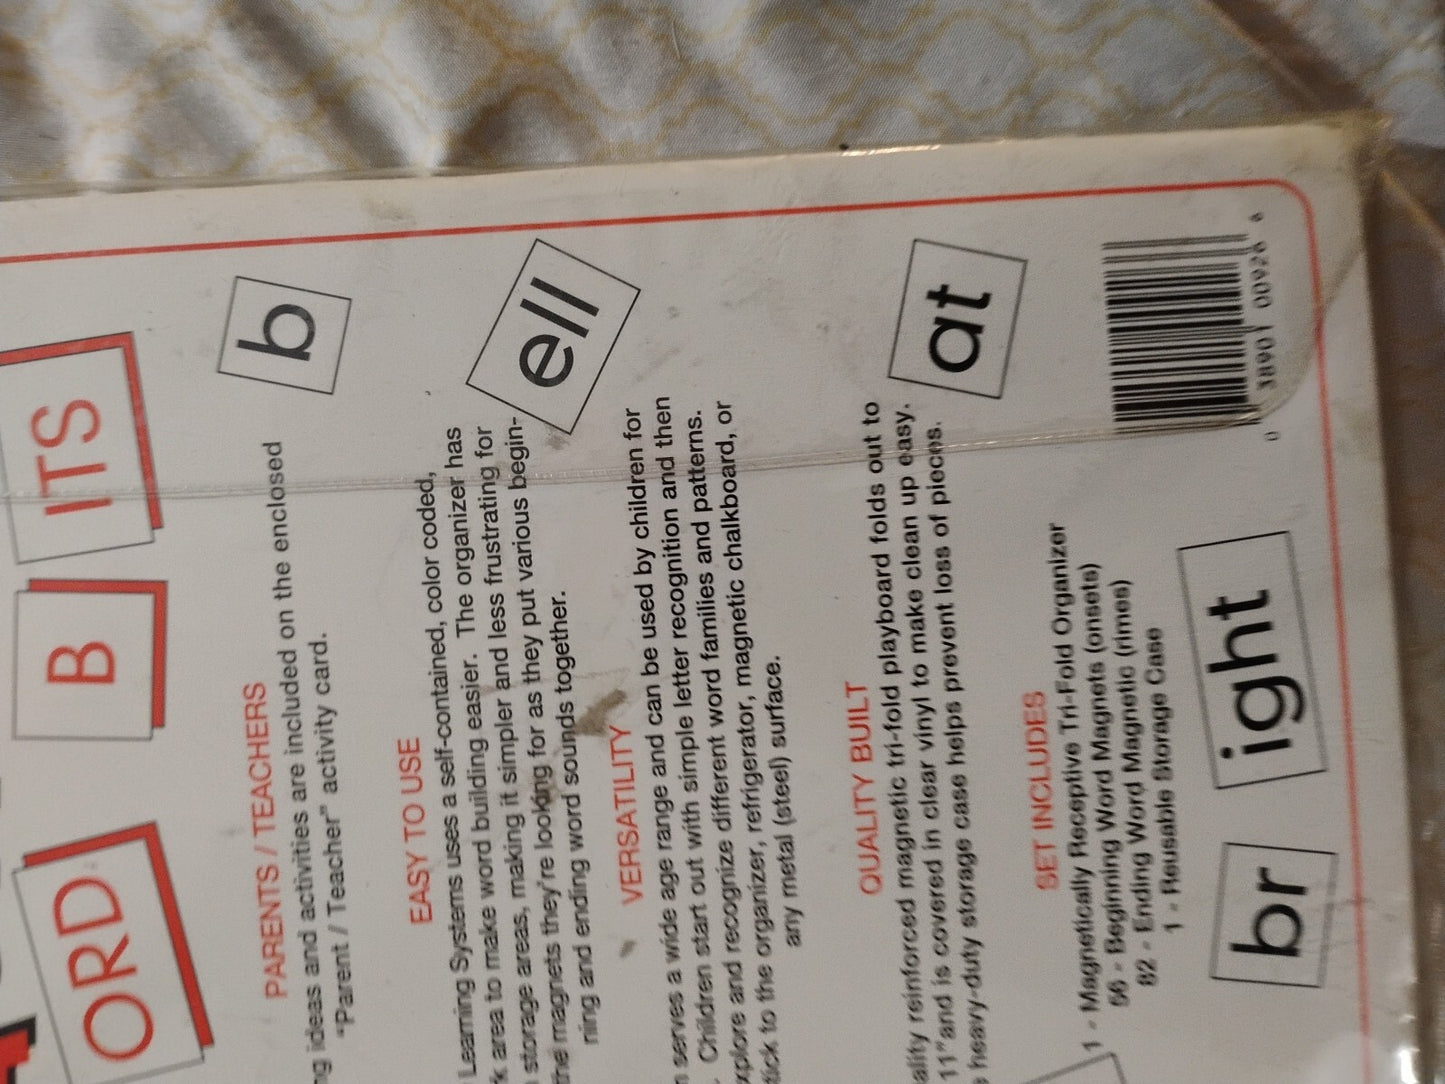 ORD B ITS
b
PARENTS / TEACHERS
ideas and activities are included on the enclosed
"Parent / Teacher" activity card.
EASY TO USE
Learning Systems uses a self-contained, color coded,
area to make word building easier. The organizer has
storage areas, making it simpler and less frustrating for
the magnets they're looking for as they put various begin-
ning and ending word sounds together.
ell
VERSATILITY
serves a wide age range and can be used by children for
Children start out with simple letter recognition and then
xplore and recognize different word families and patterns.
tick to the organizer, refrigerator, magnetic chalkboard, or
any metal (steel) surface.
at
QUALITY BUILT
ality reinforced magnetic tri-fold playboard folds out to
11" and is covered in clear vinyl to make clean up easy.
heavy-duty storage case helps prevent loss of pieces.
SET INCLUDES
1 - Magnetically Receptive Tri-Fold Organizer
56 - Beginning Word Magnets (onsets)
82 - Ending Word Magnetic (rimes)
1 - Reusable Storage Case
br ight
0 38901 00926 6